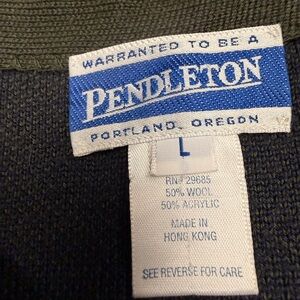 WARRANTED TO BE A
PENDLETON
PORTLAND, OREGON
L
RN 29685
50% WOOL
50% ACRYLIC
MADE IN
HONG KONG
SEE REVERSE FOR CARE